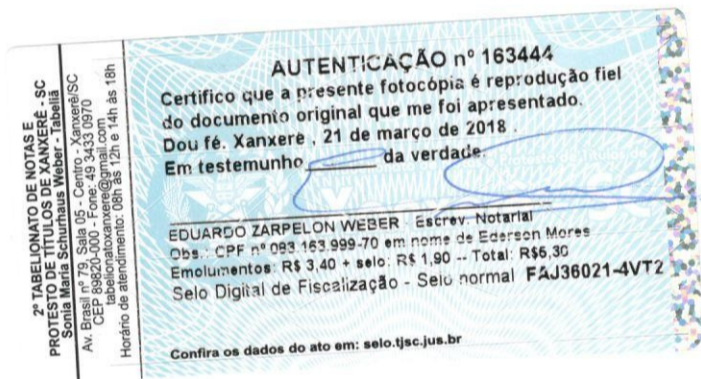 2º TABELIONATO DE NOTAS E
PROTESTO DE TÍTULOS DE XANXERÊ - SC
Sonia Maria Schurhaus Weber - Tabeliã
Av. Brasil nº 79, Sala 05 - Centro - Xanxerê/SC
CEP 89820-000 - Fone: 49 3433 0970
tabelionatoxanxere@gmail.com
Horário de atendimento: 08h às 12h e 14h às 18h
AUTENTICAÇÃO nº 163444
Certifico que a presente fotocópia é reprodução fiel
do documento original que me foi apresentado.
Dou fé. Xanxerê , 21 de março de 2018 .
Em testemunho ______ da verdade.
EDUARDO ZARPELON WEBER - Escrev. Notarial
Obs.: CPF nº 093.163.999-70 em nome de Ederson Mores
Emolumentos: R$ 3,40 + selo: R$ 1,90 -- Total: R$5,30
Selo Digital de Fiscalização - Selo normal FAJ36021-4VT2
Confira os dados do ato em: selo.tjsc.jus.br